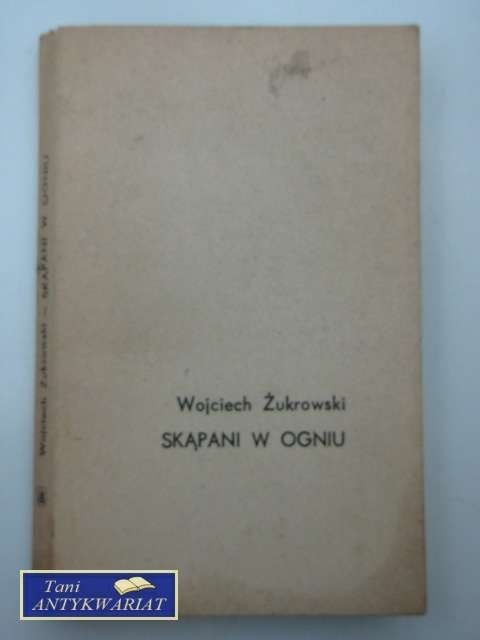 Wojciech Żukrowski — SKĄPANI W OGNIU
Wojciech Żukrowski
SKĄPANI W OGNIU
Tani
ANTYKWARIAT